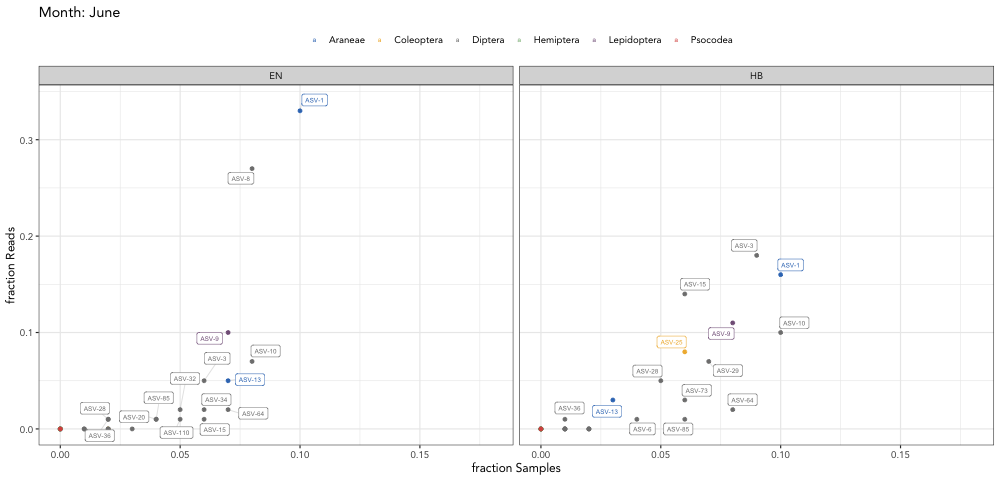 Month: June
a Araneae a Coleoptera a Diptera a Hemiptera a Lepidoptera a Psocodea
EN
HB
fraction Reads
0.3
0.2
0.1
0.0
ASV-1
ASV-8
ASV-9
ASV-10
ASV-3
ASV-32
ASV-13
ASV-65
ASV-34
ASV-28
ASV-20
ASV-64
ASV-36
ASV-110
ASV-15
ASV-3
ASV-1
ASV-15
ASV-10
ASV-9
ASV-25
ASV-28
ASV-29
ASV-73
ASV-64
ASV-36
ASV-13
ASV-6
ASV-85
0.00 0.05 0.10 0.15
0.00 0.05 0.10 0.15
fraction Samples